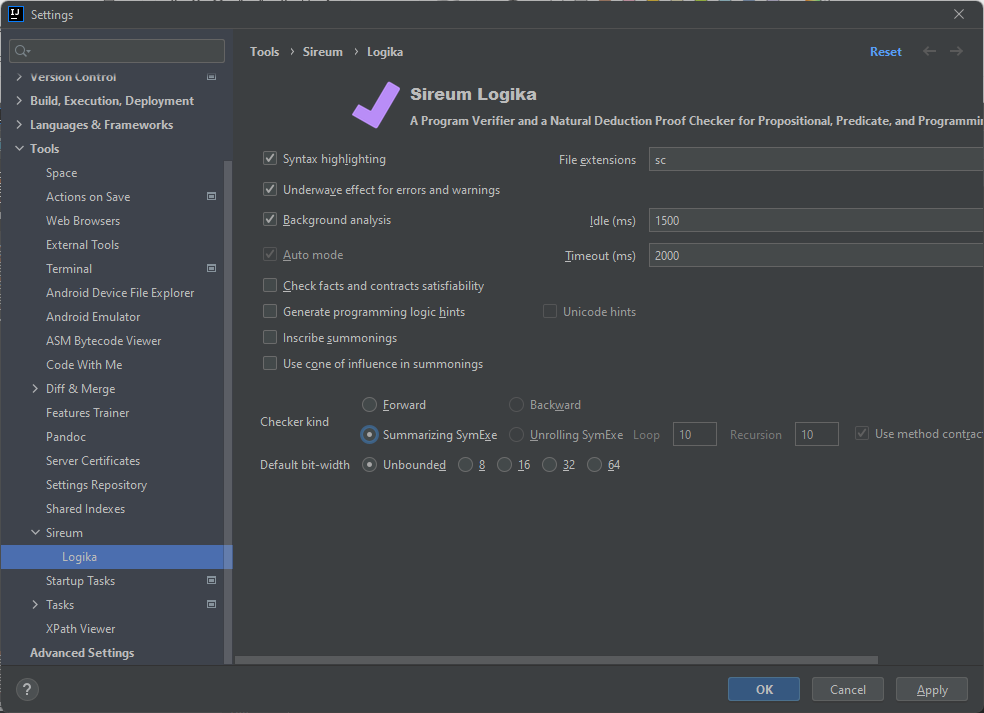 IJ Settings
Version Control
Build, Execution, Deployment
Languages & Frameworks
Tools
Space
Actions on Save
Web Browsers
External Tools
Terminal
Android Device File Explorer
Android Emulator
ASM Bytecode Viewer
Code With Me
Diff & Merge
Features Trainer
Pandoc
Server Certificates
Settings Repository
Shared Indexes
Sireum
Logika
Startup Tasks
Tasks
XPath Viewer
Advanced Settings
Tools › Sireum › Logika Reset
Sireum Logika
A Program Verifier and a Natural Deduction Proof Checker for Propositional, Predicate, and Programmin
Syntax highlighting File extensions sc
Underwave effect for errors and warnings
Background analysis Idle (ms) 1500
Auto mode Timeout (ms) 2000
Check facts and contracts satisfiability
Generate programming logic hints Unicode hints
Inscribe summonings
Use cone of influence in summonings
Checker kind
Forward Backward
Summarizing SymExe Unrolling SymExe Loop 10 Recursion 10 Use method contrac
Default bit-width Unbounded 8 16 32 64
? OK Cancel Apply